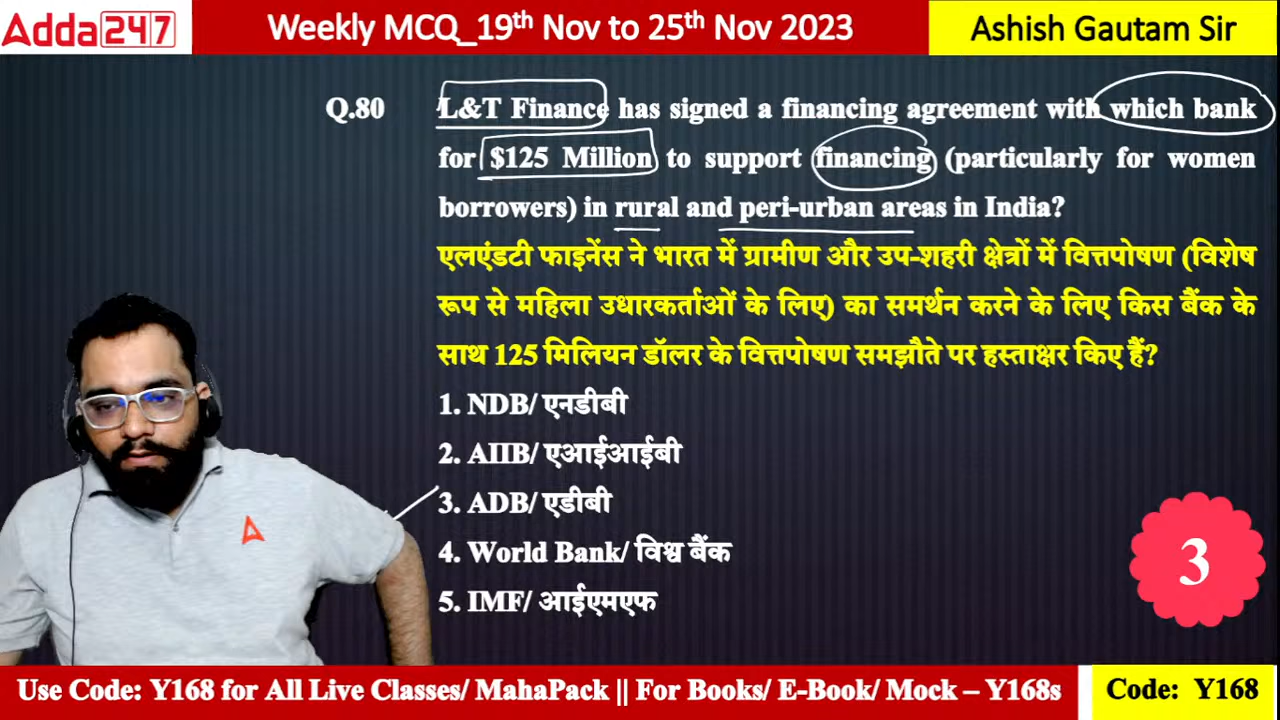 Adda247
Weekly MCQ_19th Nov to 25th Nov 2023
Ashish Gautam Sir
Q.80 L&T Finance has signed a financing agreement with which bank
for $125 Million to support financing (particularly for women
borrowers) in rural and peri-urban areas in India?
एलएंडटी फाइनेंस ने भारत में ग्रामीण और उप-शहरी क्षेत्रों में वित्तपोषण (विशेष
रूप से महिला उधारकर्ताओं के लिए) का समर्थन करने के लिए किस बैंक के
साथ 125 मिलियन डॉलर के वित्तपोषण समझौते पर हस्ताक्षर किए हैं?
1. NDB/ एनडीबी
2. AIIB/ एआईआईबी
3. ADB/ एडीबी
4. World Bank/ विश्व बैंक
5. IMF/ आईएमएफ
3
Use Code: Y168 for All Live Classes/ MahaPack || For Books/ E-Book/ Mock – Y168s
Code: Y168